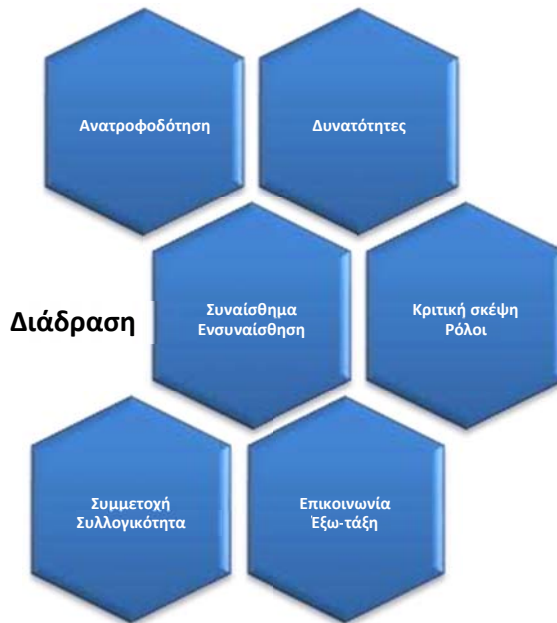 Ανατροφοδότηση
Δυνατότητες
Διάδραση
Συναίσθημα
Ενσυναίσθηση
Κριτική σκέψη
Ρόλοι
Συμμετοχή
Συλλογικότητα
Επικοινωνία
Έξω-τάξη